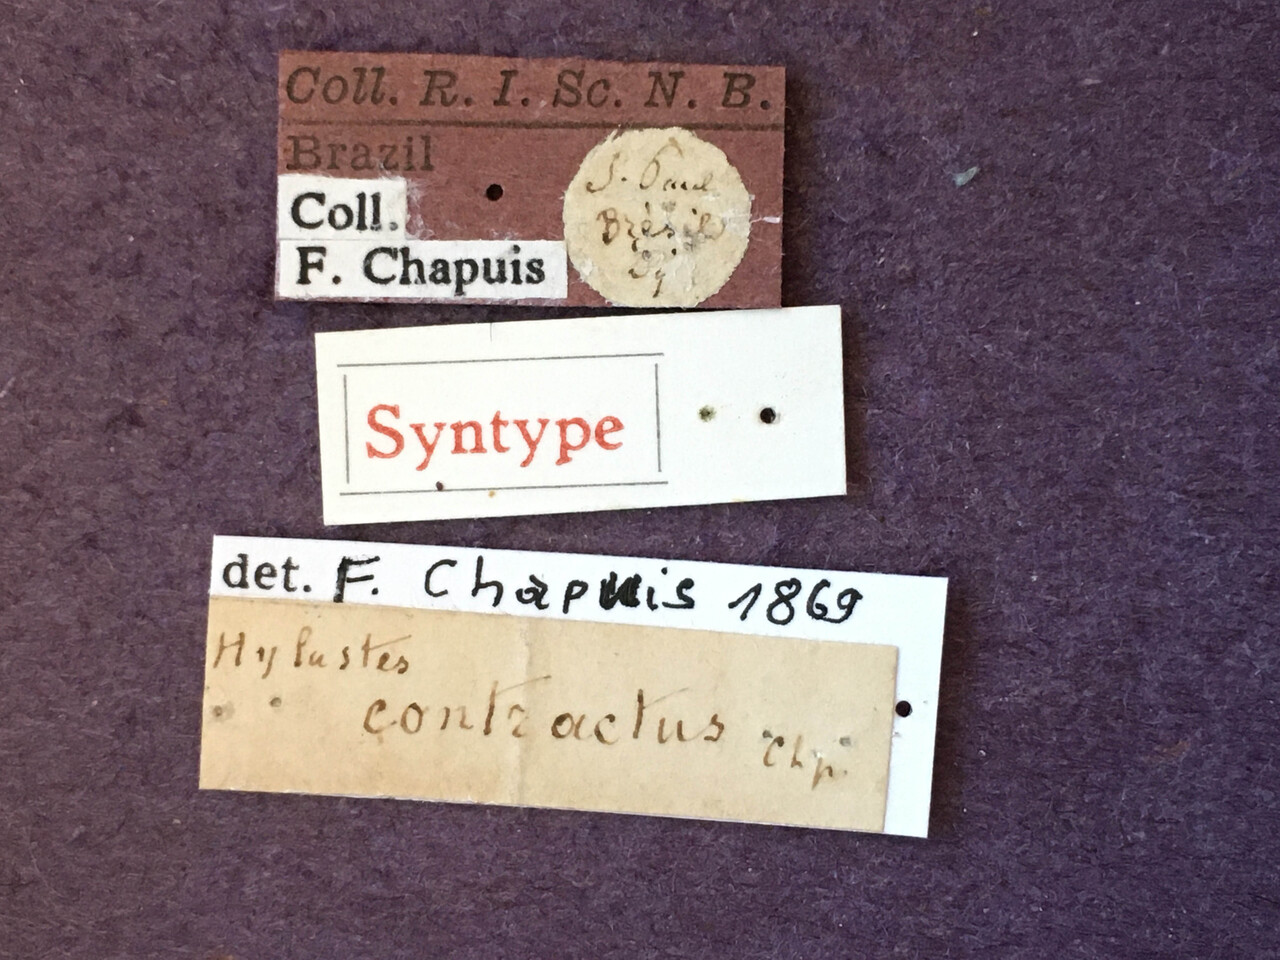 Coll. R. I. Sc. N. B.
Brazil
Coll.
F. Chapuis
S. Paul
Brésil
Syntype
det. F. Chapuis 1869
Hylastes
contractus
Chp.